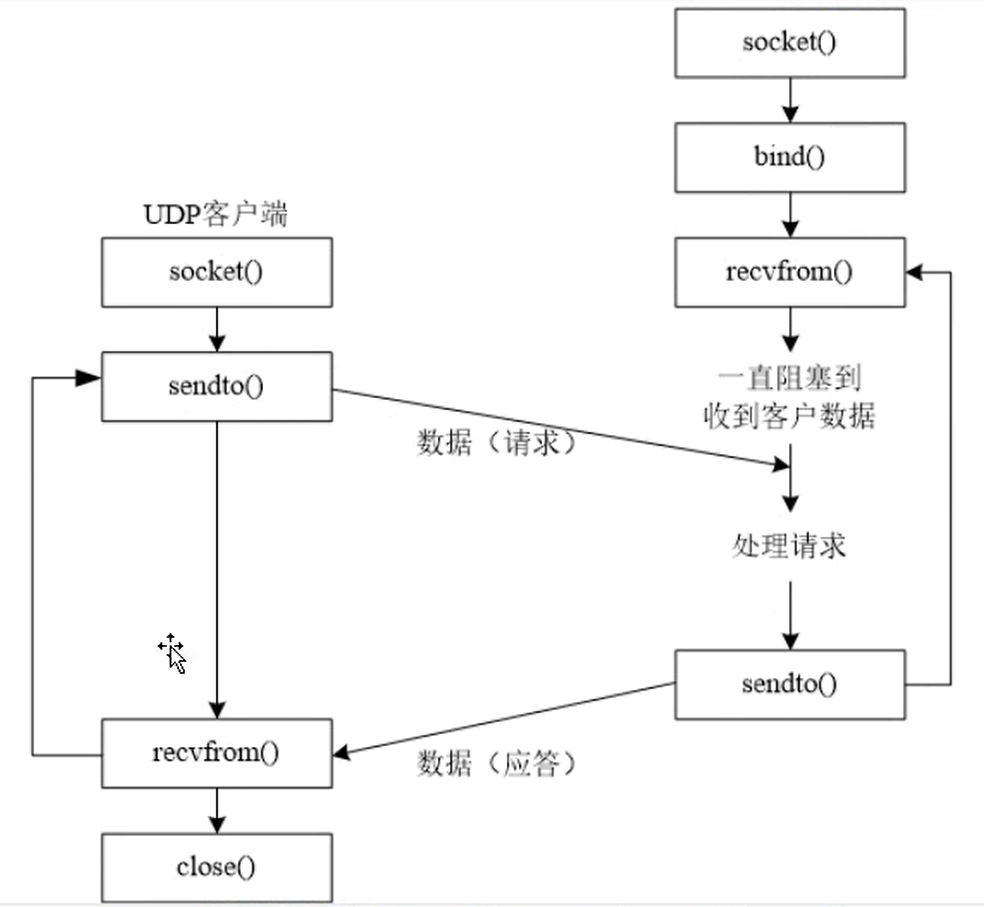 socket()
bind()
recvfrom()
一直阻塞到
收到客户数据
处理请求
sendto()
UDP客户端
socket()
sendto()
数据（请求）
recvfrom()
数据（应答）
close()